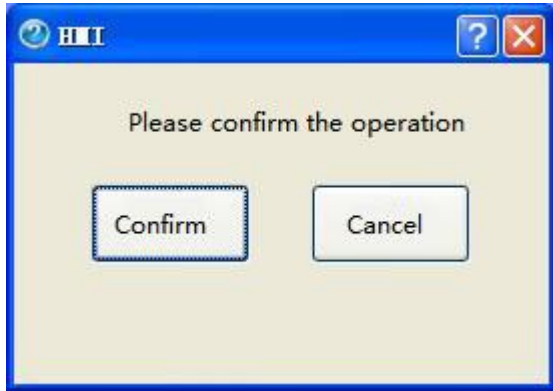 HMI
?
Please confirm the operation
Confirm
Cancel